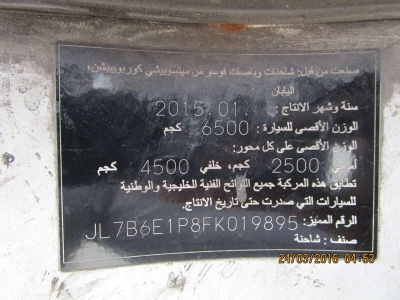 صنعت من قبل: شاحنات وباصات فوسو من ميتسوبيشي كوربوريشن،
اليابان
سنة وشهر الانتاج : 2015.01.
الوزن الأقصى للسيارة : 6500 كجم
الوزن الأقصى على كل محور:
أمامي 2500 كجم، خلفي 4500 كجم
تطابق هذه المركبة جميع اللوائح الفنية الخليجية والوطنية
للسيارات التي صدرت حتى تاريخ الانتاج.
الرقم المميز: JL7B6E1P8FK019895
صنف : شاحنة
24/03/2016 04:53